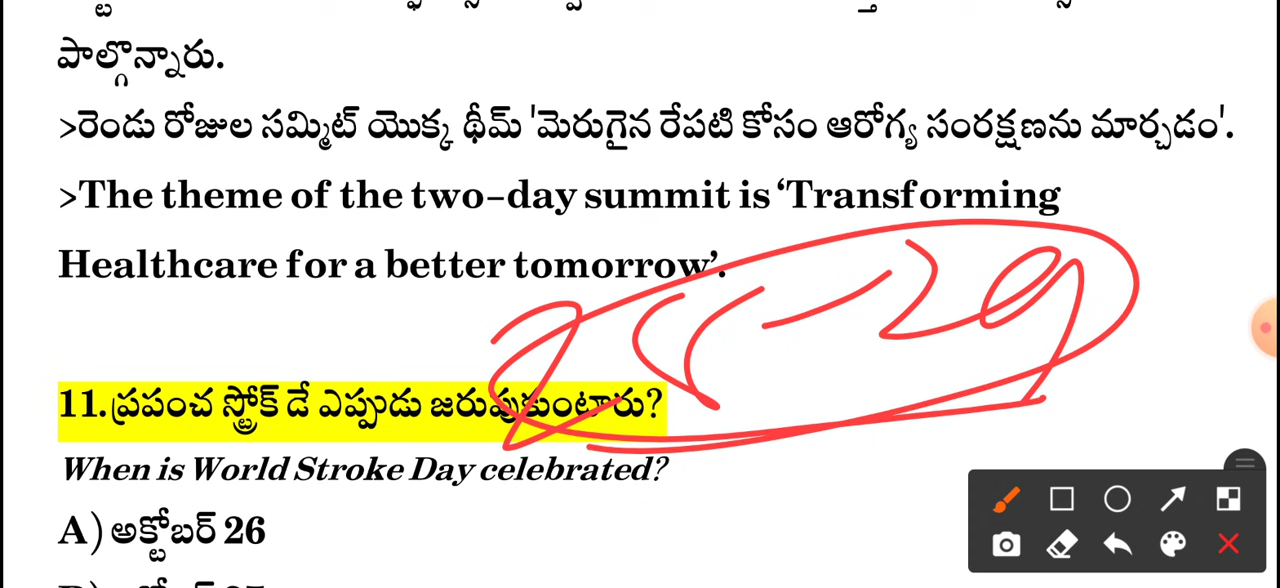 పాల్గొన్నారు.
>రెండు రోజుల సమ్మిట్ యొక్క థీమ్ 'మెరుగైన రేపటి కోసం ఆరోగ్య సంరక్షణను మార్చడం'.
>The theme of the two-day summit is ‘Transforming
Healthcare for a better tomorrow’.
11.ప్రపంచ స్ట్రోక్ డే ఎప్పుడు జరుపుకుంటారు?
When is World Stroke Day celebrated?
A) అక్టోబర్ 26